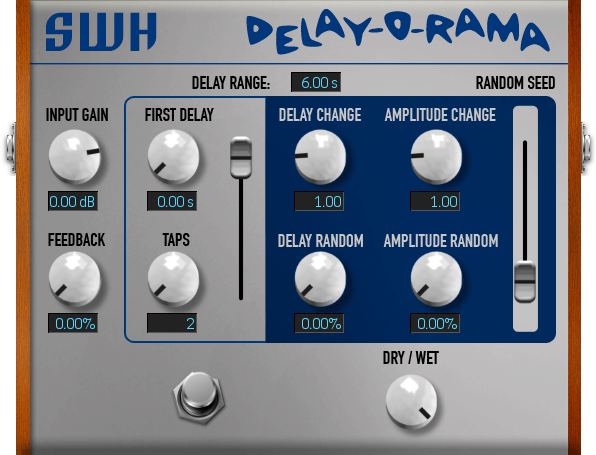 SWH
DELAY-O-RAMA
DELAY RANGE: 6.00 s
RANDOM SEED
INPUT GAIN
FIRST DELAY
DELAY CHANGE
AMPLITUDE CHANGE
0.00 dB
0.00 s
1.00
1.00
FEEDBACK
TAPS
DELAY RANDOM
AMPLITUDE RANDOM
0.00%
2
0.00%
0.00%
DRY / WET